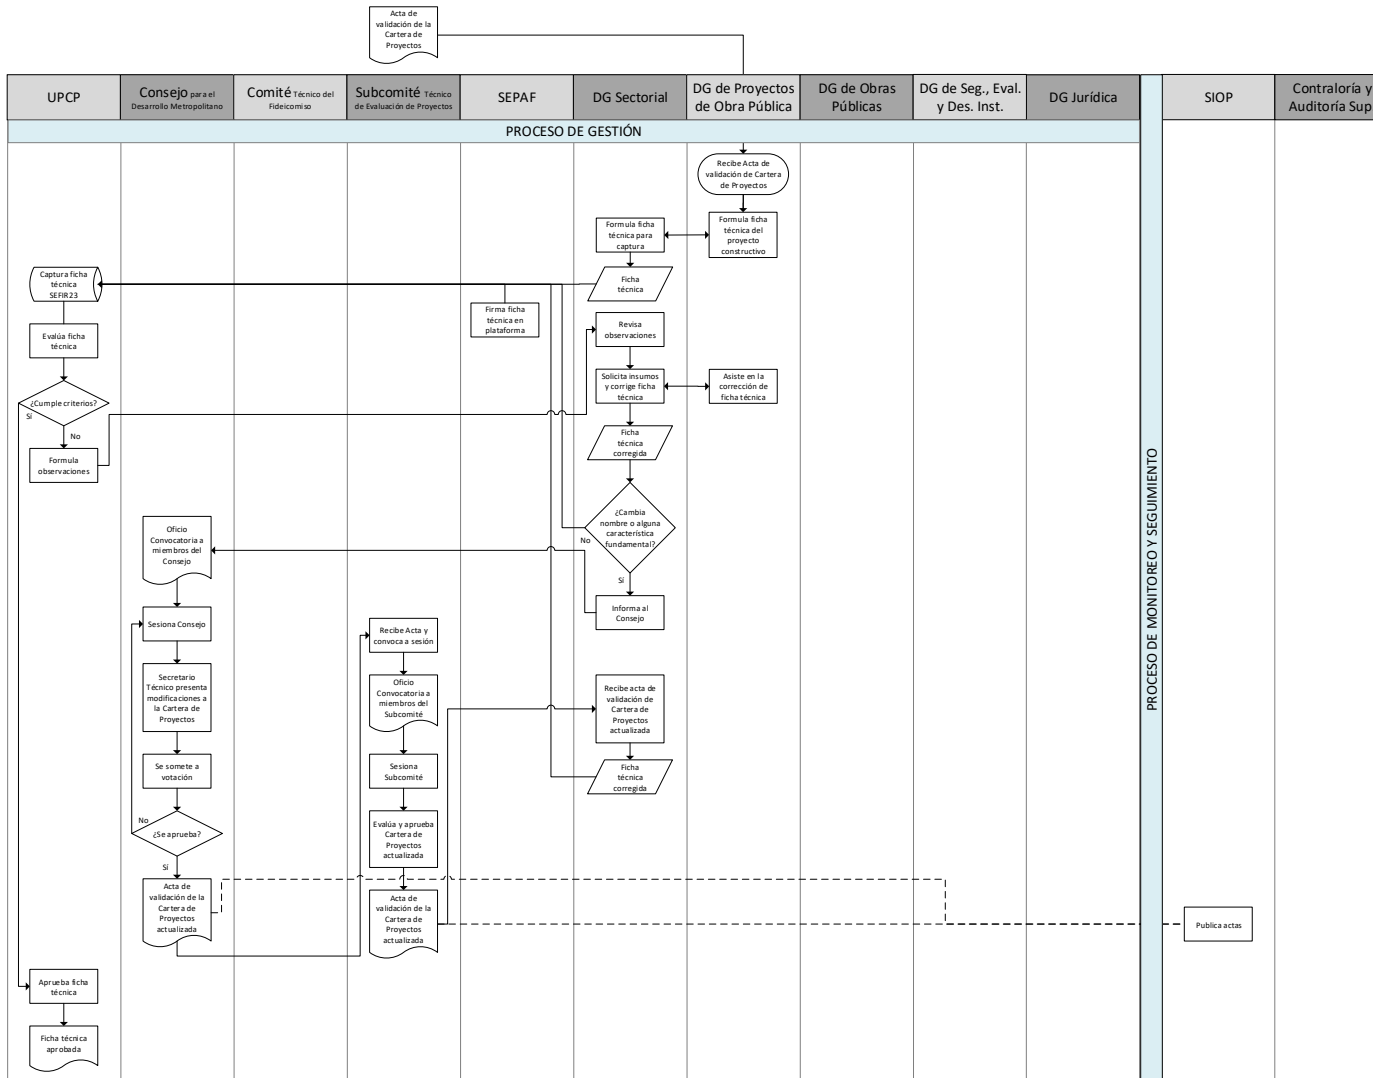 Acta de
validación de la
Cartera de
Proyectos
UPCP
Consejo para el
Desarrollo Metropolitano
Comité Técnico del
Fideicomiso
Subcomité Técnico
de Evaluación de Proyectos
SEPAF
DG Sectorial
DG de Proyectos
de Obra Pública
DG de Obras
Públicas
DG de Seg., Eval.
y Des. Inst.
DG Jurídica
SIOP
Contraloría y
Auditoría Sup
PROCESO DE GESTIÓN
PROCESO DE MONITOREO Y SEGUIMIENTO
Recibe Acta de
validación de Cartera
de Proyectos
Formula ficha
técnica para
captura
Formula ficha
técnica del
proyecto
constructivo
Captura ficha
técnica
SEFIR23
Ficha
técnica
Firma ficha
técnica en
plataforma
Evalúa ficha
técnica
Revisa
observaciones
Solicita insumos
y corrige ficha
técnica
Asiste en la
corrección de
ficha técnica
¿Cumple criterios?
Sí
No
Formula
observaciones
Ficha
técnica
corregida
¿Cambia
nombre o alguna
característica
fundamental?
No
Sí
Informa al
Consejo
Oficio
Convocatoria a
miembros del
Consejo
Sesiona Consejo
Secretario
Técnico presenta
modificaciones a
la Cartera de
Proyectos
Se somete a
votación
No
¿Se aprueba?
Sí
Acta de
validación de la
Cartera de
Proyectos
actualizada
Recibe Acta y
convoca a sesión
Oficio
Convocatoria a
miembros del
Subcomité
Sesiona
Subcomité
Evalúa y aprueba
Cartera de
Proyectos
actualizada
Acta de
validación de la
Cartera de
Proyectos
actualizada
Recibe acta de
validación de
Cartera de
Proyectos
actualizada
Ficha
técnica
corregida
Publica actas
Aprueba ficha
técnica
Ficha técnica
aprobada